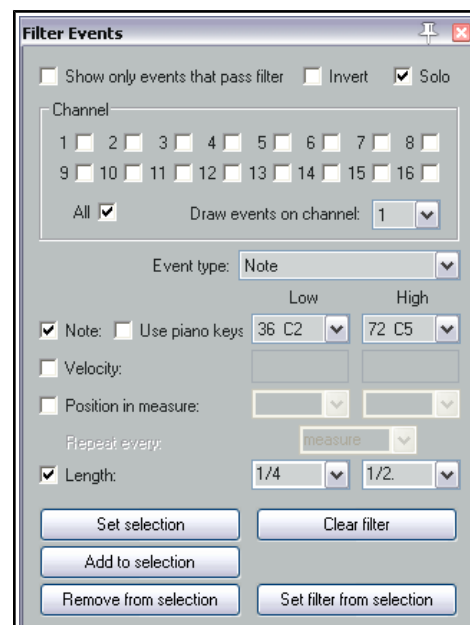 Filter Events
Show only events that pass filter Invert Solo
Channel
1 2 3 4 5 6 7 8
9 10 11 12 13 14 15 16
All Draw events on channel: 1
Event type: Note
Low High
Note: Use piano keys 36 C2 72 C5
Velocity:
Position in measure:
Repeat every: measure
Length: 1/4 1/2.
Set selection Clear filter
Add to selection
Remove from selection Set filter from selection